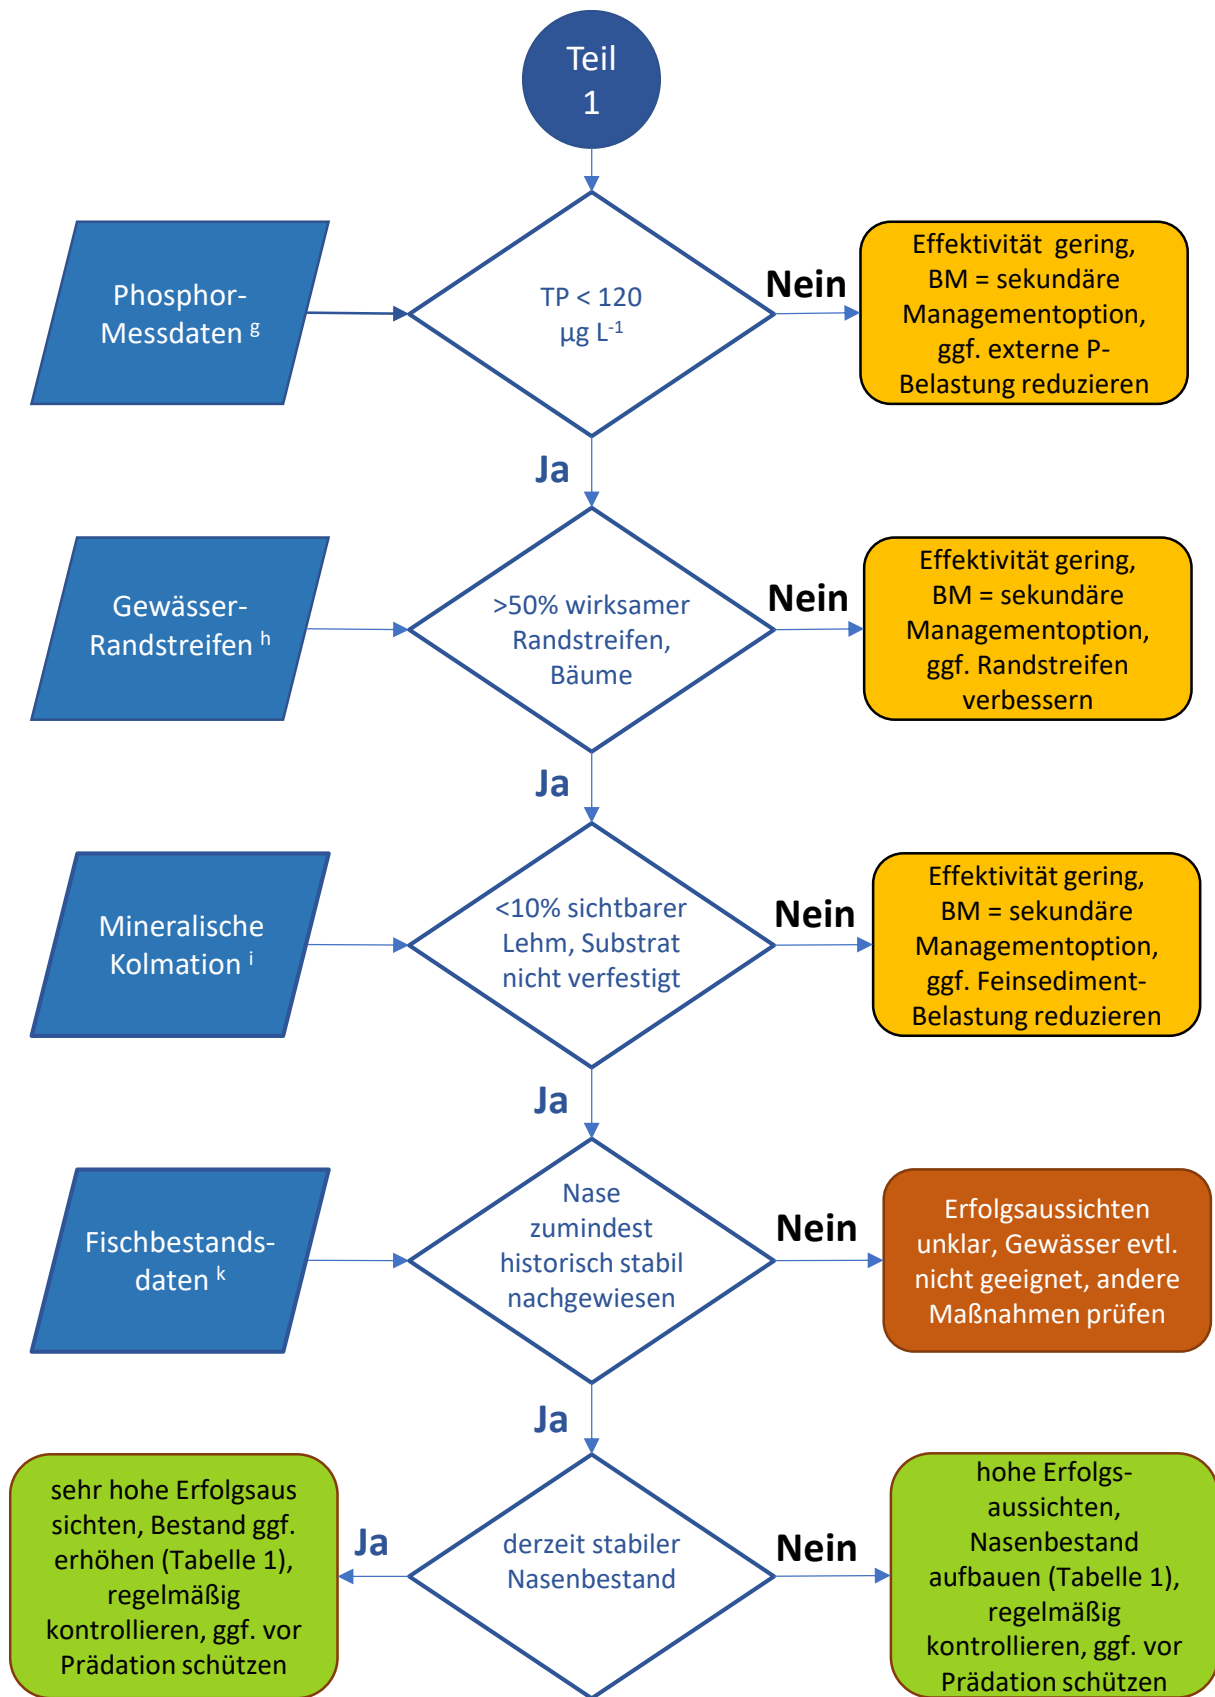 Teil
1
Phosphor-
Messdaten ᵍ
TP < 120
µg L⁻¹
Nein
Effektivität gering,
BM = sekundäre
Managementoption,
ggf. externe P-
Belastung reduzieren
Ja
Gewässer-
Randstreifen ʰ
>50% wirksamer
Randstreifen,
Bäume
Nein
Effektivität gering,
BM = sekundäre
Managementoption,
ggf. Randstreifen
verbessern
Ja
Mineralische
Kolmation ⁱ
<10% sichtbarer
Lehm, Substrat
nicht verfestigt
Nein
Effektivität gering,
BM = sekundäre
Managementoption,
ggf. Feinsediment-
Belastung reduzieren
Ja
Fischbestands-
daten ᵏ
Nase
zumindest
historisch stabil
nachgewiesen
Nein
Erfolgsaussichten
unklar, Gewässer evtl.
nicht geeignet, andere
Maßnahmen prüfen
Ja
sehr hohe Erfolgsaus
sichten, Bestand ggf.
erhöhen (Tabelle 1),
regelmäßig
kontrollieren, ggf. vor
Prädation schützen
Ja
derzeit stabiler
Nasenbestand
Nein
hohe Erfolgs-
aussichten,
Nasenbestand
aufbauen (Tabelle 1),
regelmäßig
kontrollieren, ggf. vor
Prädation schützen